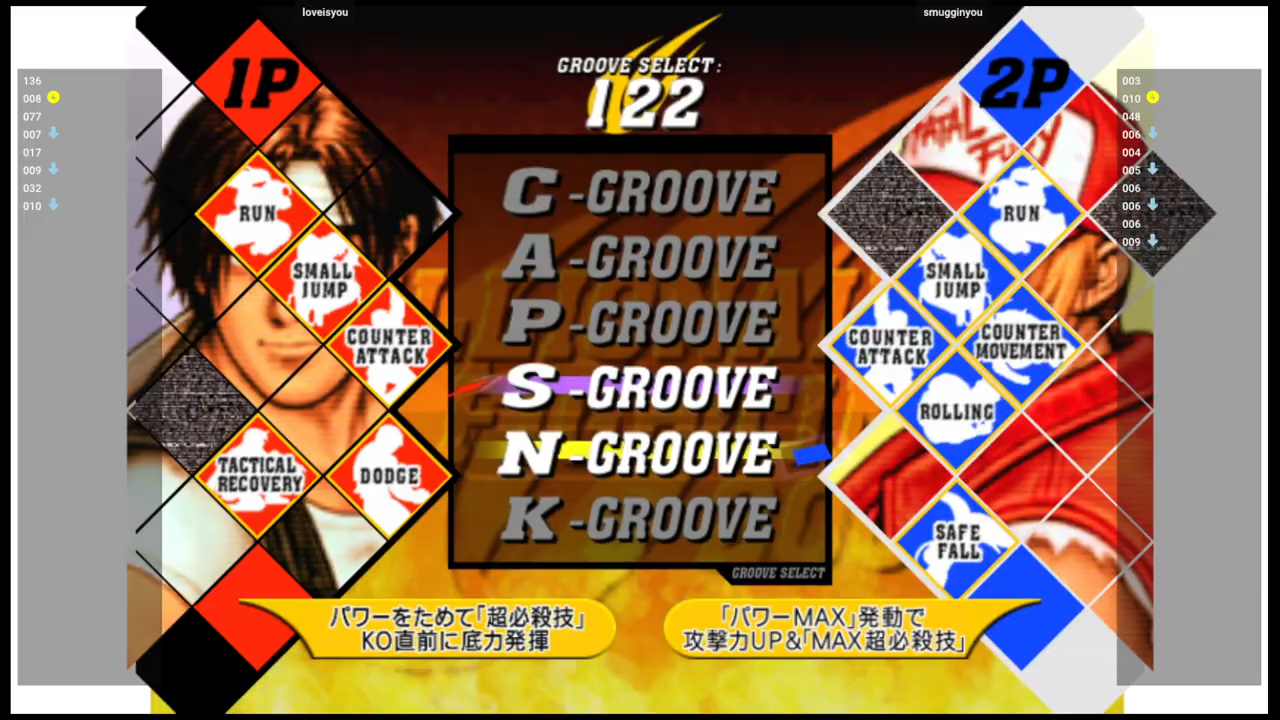 loveisyou
smugginyou
136
008
077
007
017
009
032
010
003
010
048
006
004
005
006
006
006
009
1P
2P
GROOVE SELECT:
122
FATAL
FURY
C-GROOVE
A-GROOVE
P-GROOVE
S-GROOVE
N-GROOVE
K-GROOVE
GROOVE SELECT
RUN
SMALL
JUMP
COUNTER
ATTACK
TACTICAL
RECOVERY
DODGE
RUN
SMALL
JUMP
COUNTER
ATTACK
COUNTER
MOVEMENT
ROLLING
SAFE
FALL
パワーをためて「超必殺技」
KO直前に底力発揮
「パワーMAX」発動で
攻撃力UP&「MAX超必殺技」